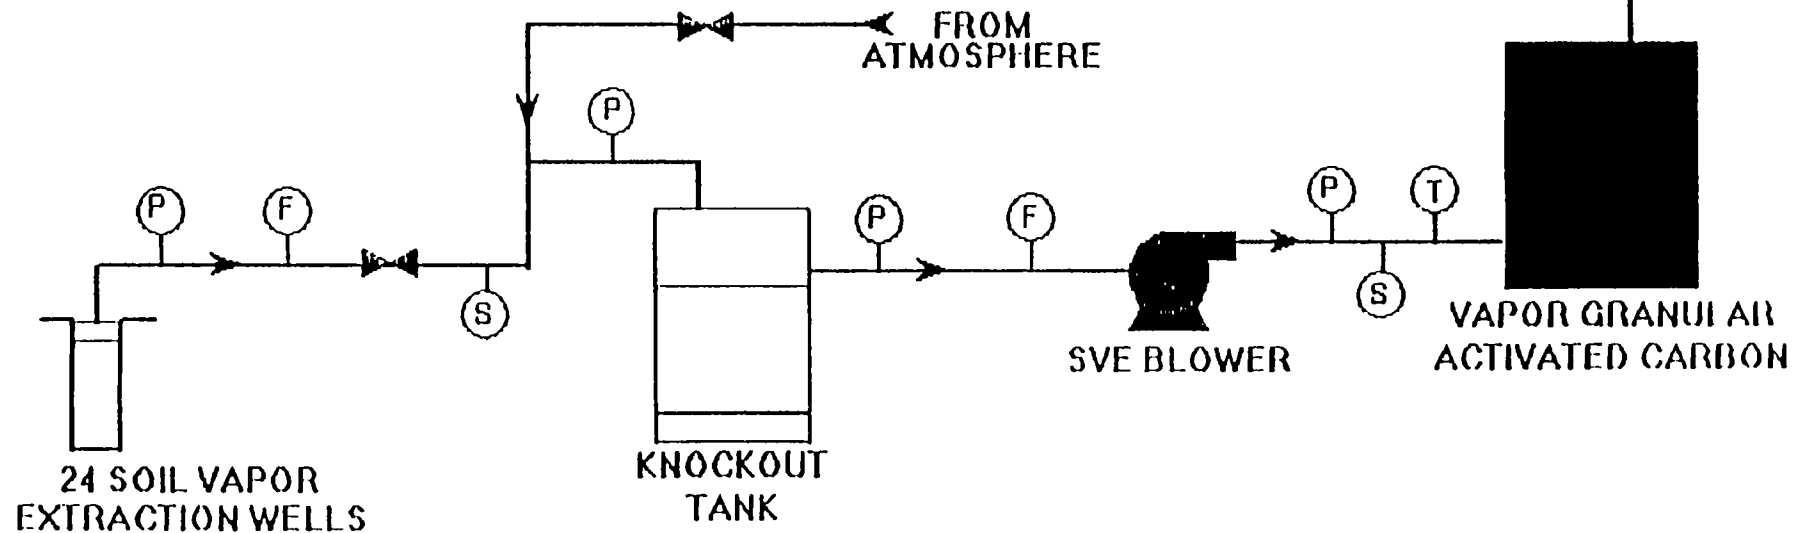 FROM
ATMOSPHERE
P
P
F
S
P
F
P
T
S
VAPOR GRANULAR
ACTIVATED CARBON
SVE BLOWER
KNOCKOUT
TANK
24 SOIL VAPOR
EXTRACTION WELLS